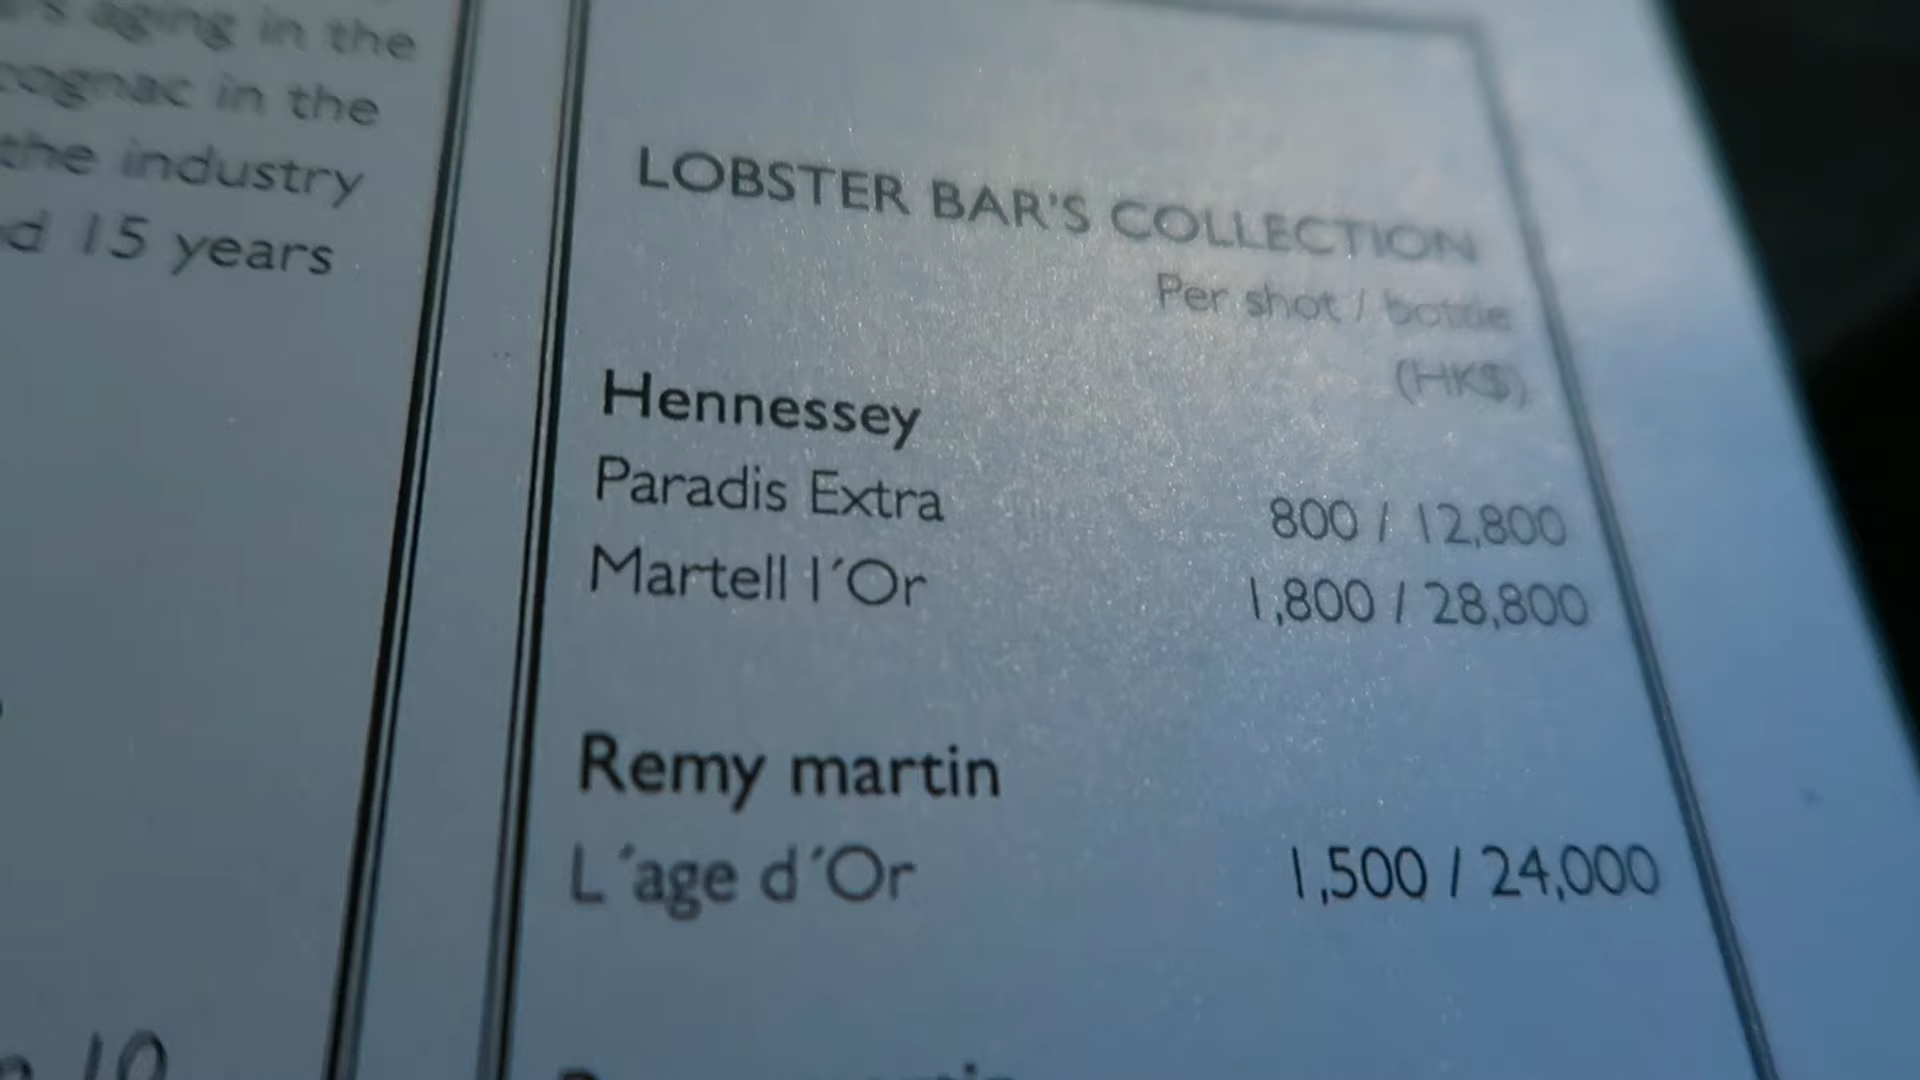 aging in the
cognac in the
the industry
15 years
10
LOBSTER BAR'S COLLECTION
Per shot / bottle
(HK$)
Hennessey
Paradis Extra 800 / 12,800
Martell l´Or 1,800 / 28,800
Remy martin
L´age d´Or 1,500 / 24,000